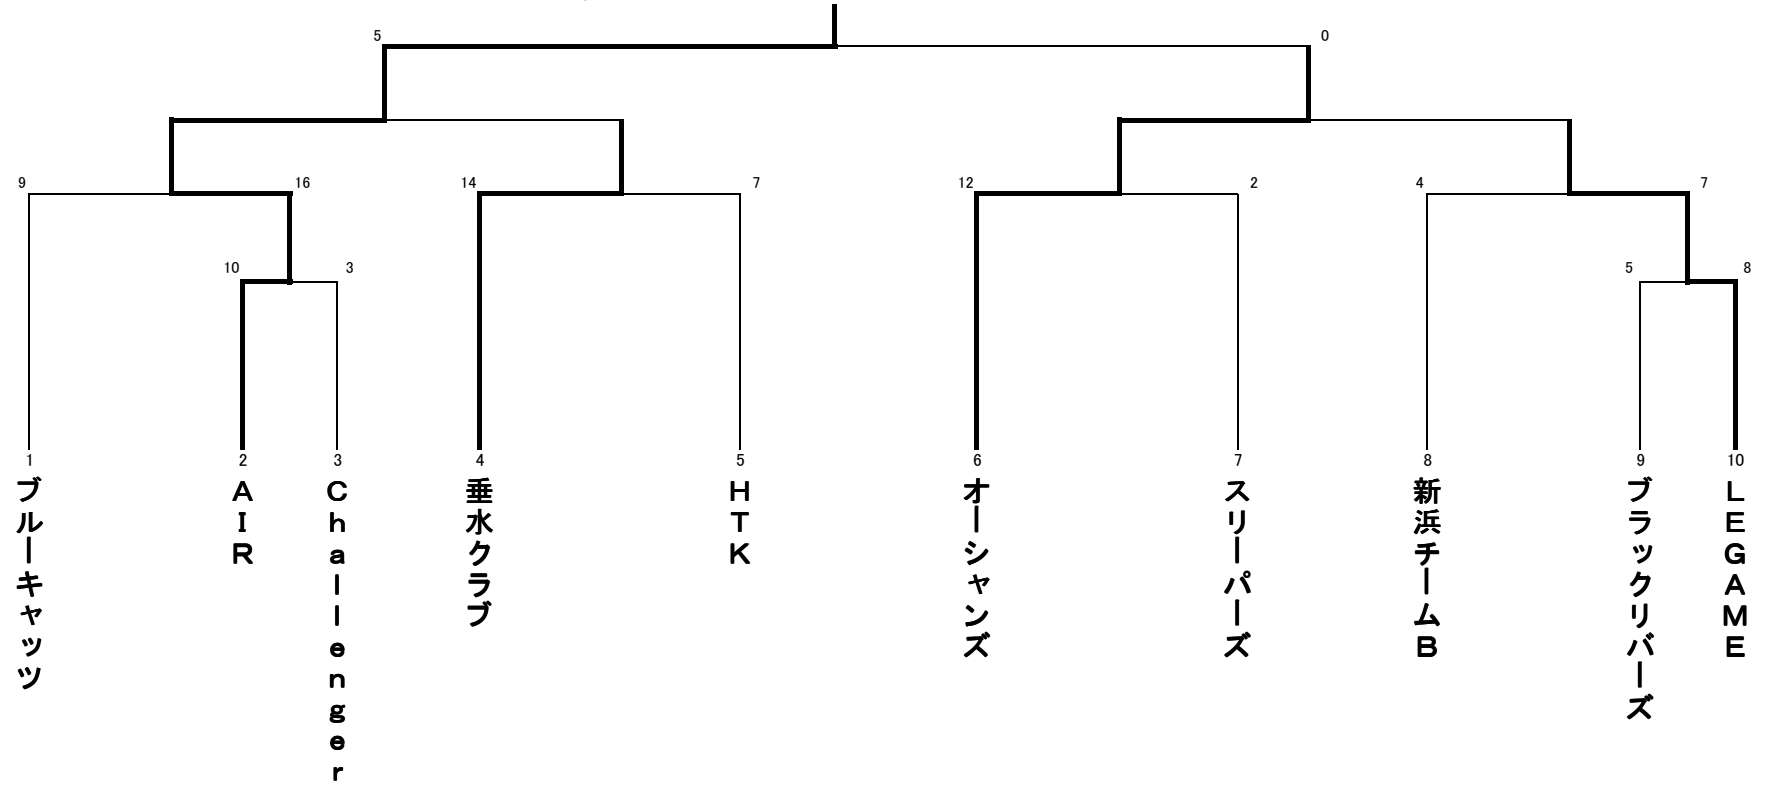 5 0
9 16 14 7 12 2 4 7
10 3 5 8
1 2 3 4 5 6 7 8 9 10
ブルーキャッツ
AIR
Challenger
垂水クラブ
HTK
オーシャンズ
スリーパーズ
新浜チームB
ブラックリバーズ
LEGAME